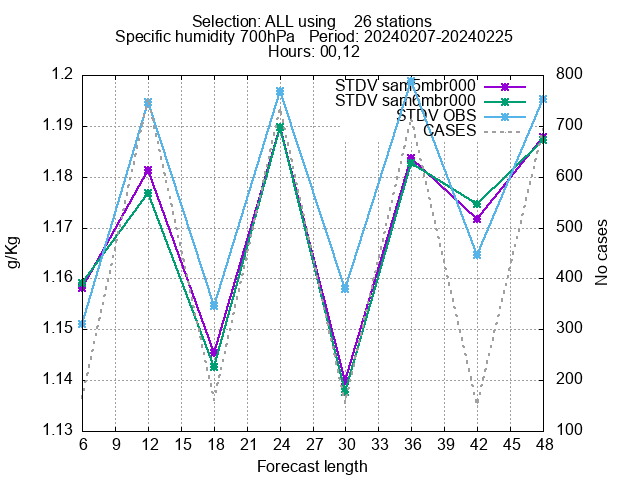 Selection: ALL using    26 stations
Specific humidity 700hPa   Period: 20240207-20240225
Hours: 00,12
STDV sam5mbr000
STDV sam6mbr000
STDV OBS
CASES
1.2
1.19
1.18
1.17
1.16
1.15
1.14
1.13
g/Kg
800
700
600
500
400
300
200
100
No cases
6 9 12 15 18 21 24 27 30 33 36 39 42 45 48
Forecast length